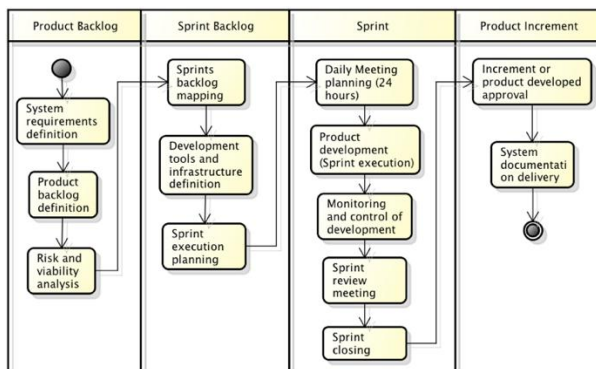 Product Backlog
Sprint Backlog
Sprint
Product Increment
System
requirements
definition
Product
backlog
definition
Risk and
viability
analysis
Sprints
backlog
mapping
Development
tools and
infrastructure
definition
Sprint
execution
planning
Daily Meeting
planning (24
hours)
Product
development
(Sprint execution)
Monitoring
and control of
development
Sprint
review
meeting
Sprint
closing
Increment or
product developed
approval
System
documentati
on delivery